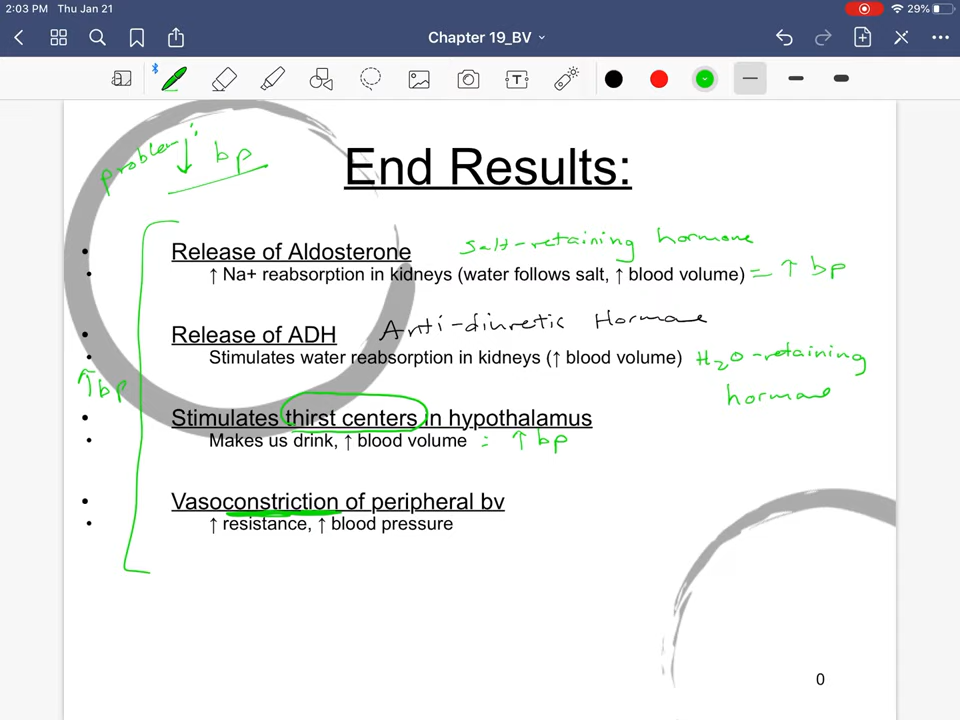 2:03 PM Thu Jan 21
29%
Chapter 19_BV
problem: ↓ bp
End Results:
• Release of Aldosterone salt-retaining hormone
• ↑ Na+ reabsorption in kidneys (water follows salt, ↑ blood volume) = ↑ bp
• Release of ADH Anti-diuretic Hormone
• Stimulates water reabsorption in kidneys (↑ blood volume) H2O-retaining
hormone
↑bp
• Stimulates thirst centers in hypothalamus
• Makes us drink, ↑ blood volume = ↑ bp
• Vasoconstriction of peripheral bv
• ↑ resistance, ↑ blood pressure
0